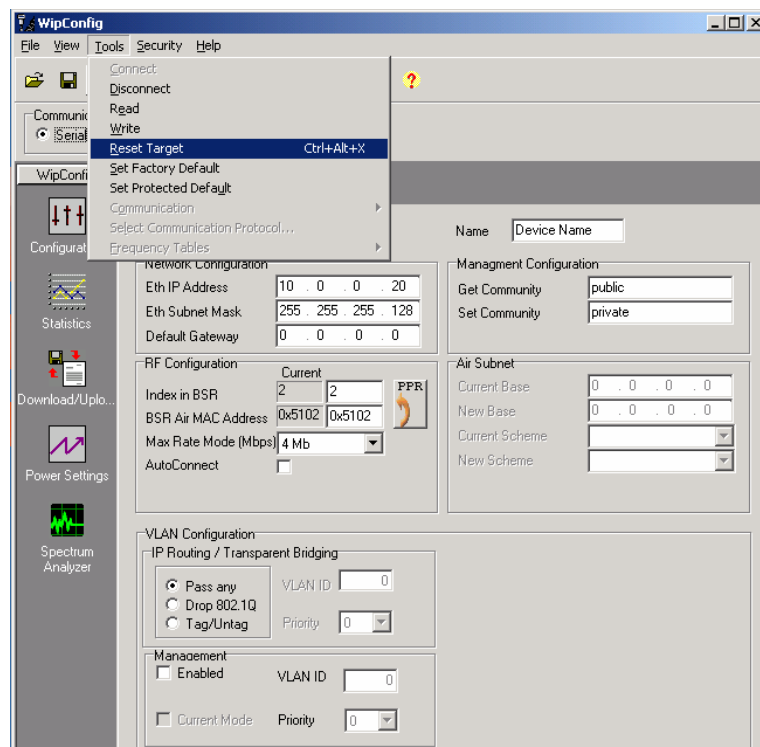 WipConfig
File View Tools Security Help
Connect
Disconnect
Read
Write
Reset Target Ctrl+Alt+X
Set Factory Default
Set Protected Default
Communication
Select Communication Protocol...
Frequency Tables
?
Communic
Serial
WipConfi
Configurat
Statistics
Download/Uplo...
Power Settings
Spectrum
Analyzer
Name Device Name
Network Configuration
Eth IP Address 10 . 0 . 0 . 20
Eth Subnet Mask 255 . 255 . 255 . 128
Default Gateway 0 . 0 . 0 . 0
Managment Configuration
Get Community public
Set Community private
RF Configuration
Current
Index in BSR 2 2
BSR Air MAC Address 0x5102 0x5102
PPR
Max Rate Mode (Mbps) 4 Mb
AutoConnect
Air Subnet
Current Base 0 . 0 . 0 . 0
New Base 0 . 0 . 0 . 0
Current Scheme
New Scheme
VLAN Configuration
IP Routing / Transparent Bridging
Pass any
Drop 802.1Q
Tag/Untag
VLAN ID 0
Priority 0
Management
Enabled
VLAN ID 0
Current Mode
Priority 0